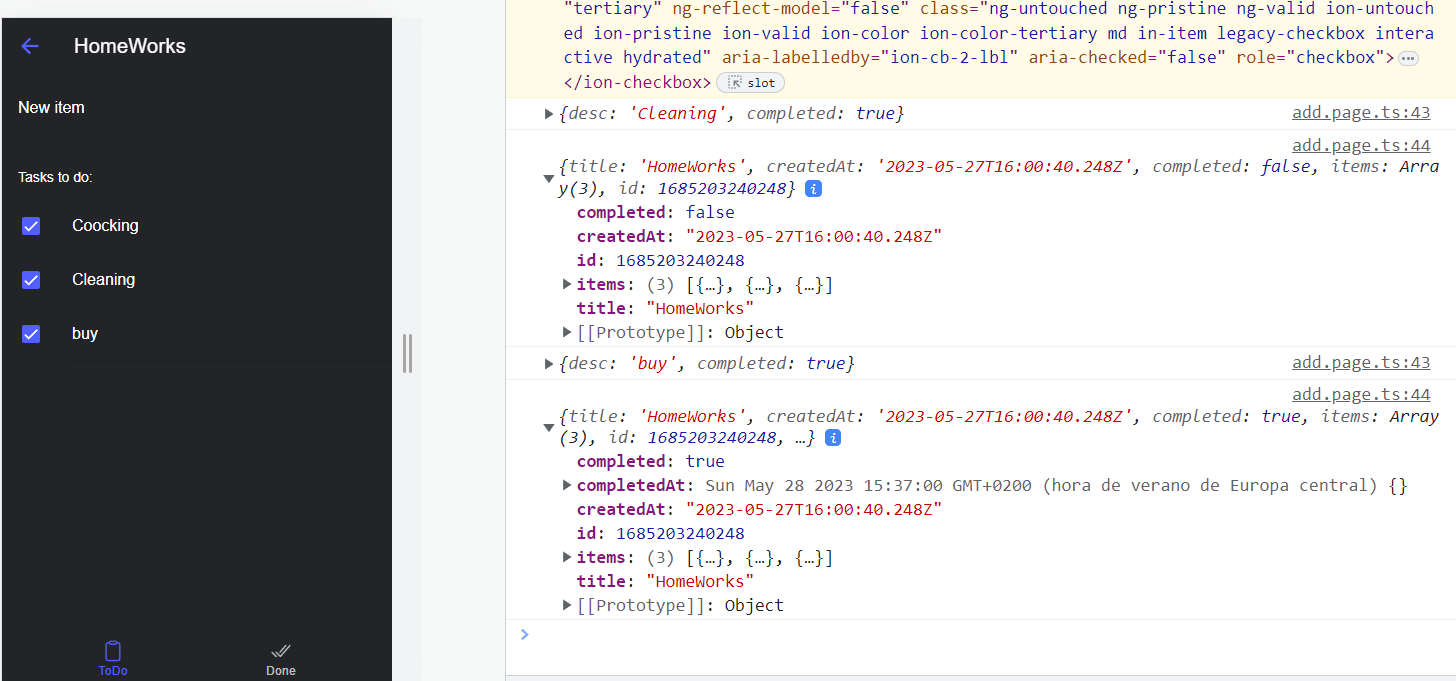 HomeWorks
New item
Tasks to do:
Coocking
Cleaning
buy
ToDo
Done
"tertiary" ng-reflect-model="false" class="ng-untouched ng-pristine ng-valid ion-untouch
ed ion-pristine ion-valid ion-color ion-color-tertiary md in-item legacy-checkbox intera
ctive hydrated" aria-labelledby="ion-cb-2-lbl" aria-checked="false" role="checkbox"> …
</ion-checkbox> slot
{desc: 'Cleaning', completed: true} add.page.ts:43
add.page.ts:44
{title: 'HomeWorks', createdAt: '2023-05-27T16:00:40.248Z', completed: false, items: Arra
y(3), id: 1685203240248} i
completed: false
createdAt: "2023-05-27T16:00:40.248Z"
id: 1685203240248
items: (3) [{…}, {…}, {…}]
title: "HomeWorks"
[[Prototype]]: Object
{desc: 'buy', completed: true} add.page.ts:43
add.page.ts:44
{title: 'HomeWorks', createdAt: '2023-05-27T16:00:40.248Z', completed: true, items: Array
(3), id: 1685203240248, …} i
completed: true
completedAt: Sun May 28 2023 15:37:00 GMT+0200 (hora de verano de Europa central) {}
createdAt: "2023-05-27T16:00:40.248Z"
id: 1685203240248
items: (3) [{…}, {…}, {…}]
title: "HomeWorks"
[[Prototype]]: Object